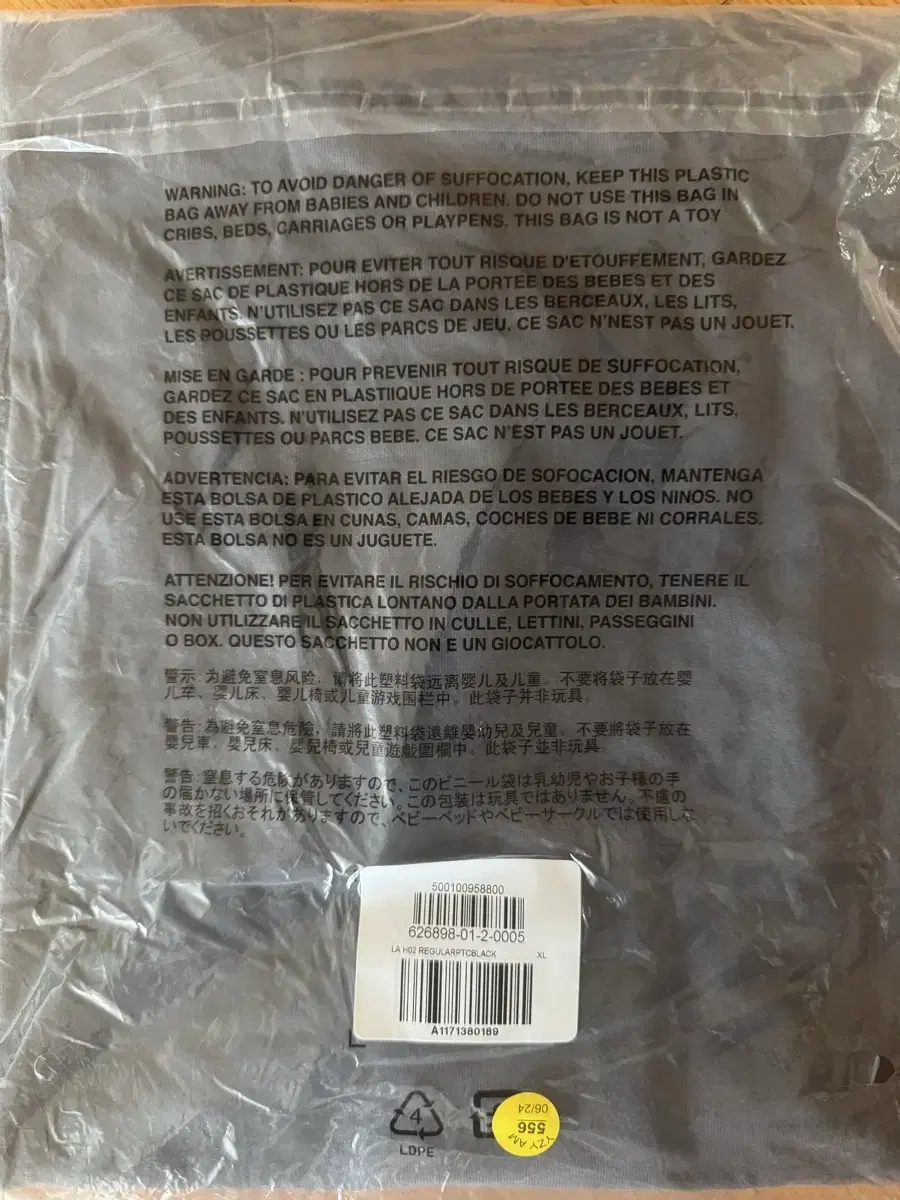 WARNING: TO AVOID DANGER OF SUFFOCATION, KEEP THIS PLASTIC
BAG AWAY FROM BABIES AND CHILDREN. DO NOT USE THIS BAG IN
CRIBS, BEDS, CARRIAGES OR PLAYPENS. THIS BAG IS NOT A TOY
AVERTISSEMENT: POUR EVITER TOUT RISQUE D'ETOUFFEMENT, GARDEZ
CE SAC DE PLASTIQUE HORS DE LA PORTEE DES BEBES ET DES
ENFANTS. N'UTILISEZ PAS CE SAC DANS LES BERCEAUX, LES LITS,
LES POUSSETTES OU LES PARCS DE JEU. CE SAC N'NEST PAS UN JOUET.
MISE EN GARDE : POUR PREVENIR TOUT RISQUE DE SUFFOCATION,
GARDEZ CE SAC EN PLASTIIQUE HORS DE PORTEE DES BEBES ET
DES ENFANTS. N'UTILISEZ PAS CE SAC DANS LES BERCEAUX, LITS,
POUSSETTES OU PARCS BEBE. CE SAC N'EST PAS UN JOUET.
ADVERTENCIA: PARA EVITAR EL RIESGO DE SOFOCACION, MANTENGA
ESTA BOLSA DE PLASTICO ALEJADA DE LOS BEBES Y LOS NINOS. NO
USE ESTA BOLSA EN CUNAS, CAMAS, COCHES DE BEBE NI CORRALES.
ESTA BOLSA NO ES UN JUGUETE.
ATTENZIONE! PER EVITARE IL RISCHIO DI SOFFOCAMENTO, TENERE IL
SACCHETTO DI PLASTICA LONTANO DALLA PORTATA DEI BAMBINI.
NON UTILIZZARE IL SACCHETTO IN CULLE, LETTINI, PASSEGGINI
O BOX. QUESTO SACCHETTO NON E UN GIOCATTOLO.
警示: 为避免窒息风险，请将此塑料袋远离婴儿及儿童。不要将袋子放在婴
儿车、婴儿床、婴儿椅或儿童游戏围栏中。此袋子并非玩具
警告: 為避免窒息危險，請將此塑料袋遠離嬰幼兒及兒童。不要將袋子放在
嬰兒車、嬰兒床、嬰兒椅或兒童遊戲圍欄中。此袋子並非玩具
警告: 窒息する危険がありますので、このビニール袋は乳幼児やお子様の手
の届かない場所に保管してください。この包装は玩具ではありません。不慮の
事故を招くおそれがありますので、ベビーベッドやベビーサークルでは使用しな
いでください。
500100958800
626898-01-2-0005
LA H02 REGULARPTCBLACK XL
A1171380189
4
LDPE
YZY AM
556
06/24